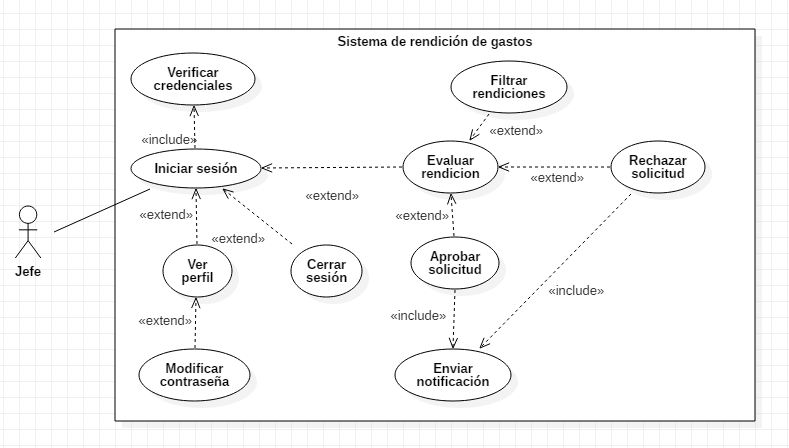 Sistema de rendición de gastos
Verificar
credenciales
Filtrar
rendiciones
«include»
«extend»
Iniciar sesión
Evaluar
rendicion
Rechazar
solicitud
«extend»
«extend»
«extend»
«extend»
«extend»
Jefe
Ver
perfil
Cerrar
sesión
Aprobar
solicitud
«include»
«extend»
«include»
Modificar
contraseña
Enviar
notificación